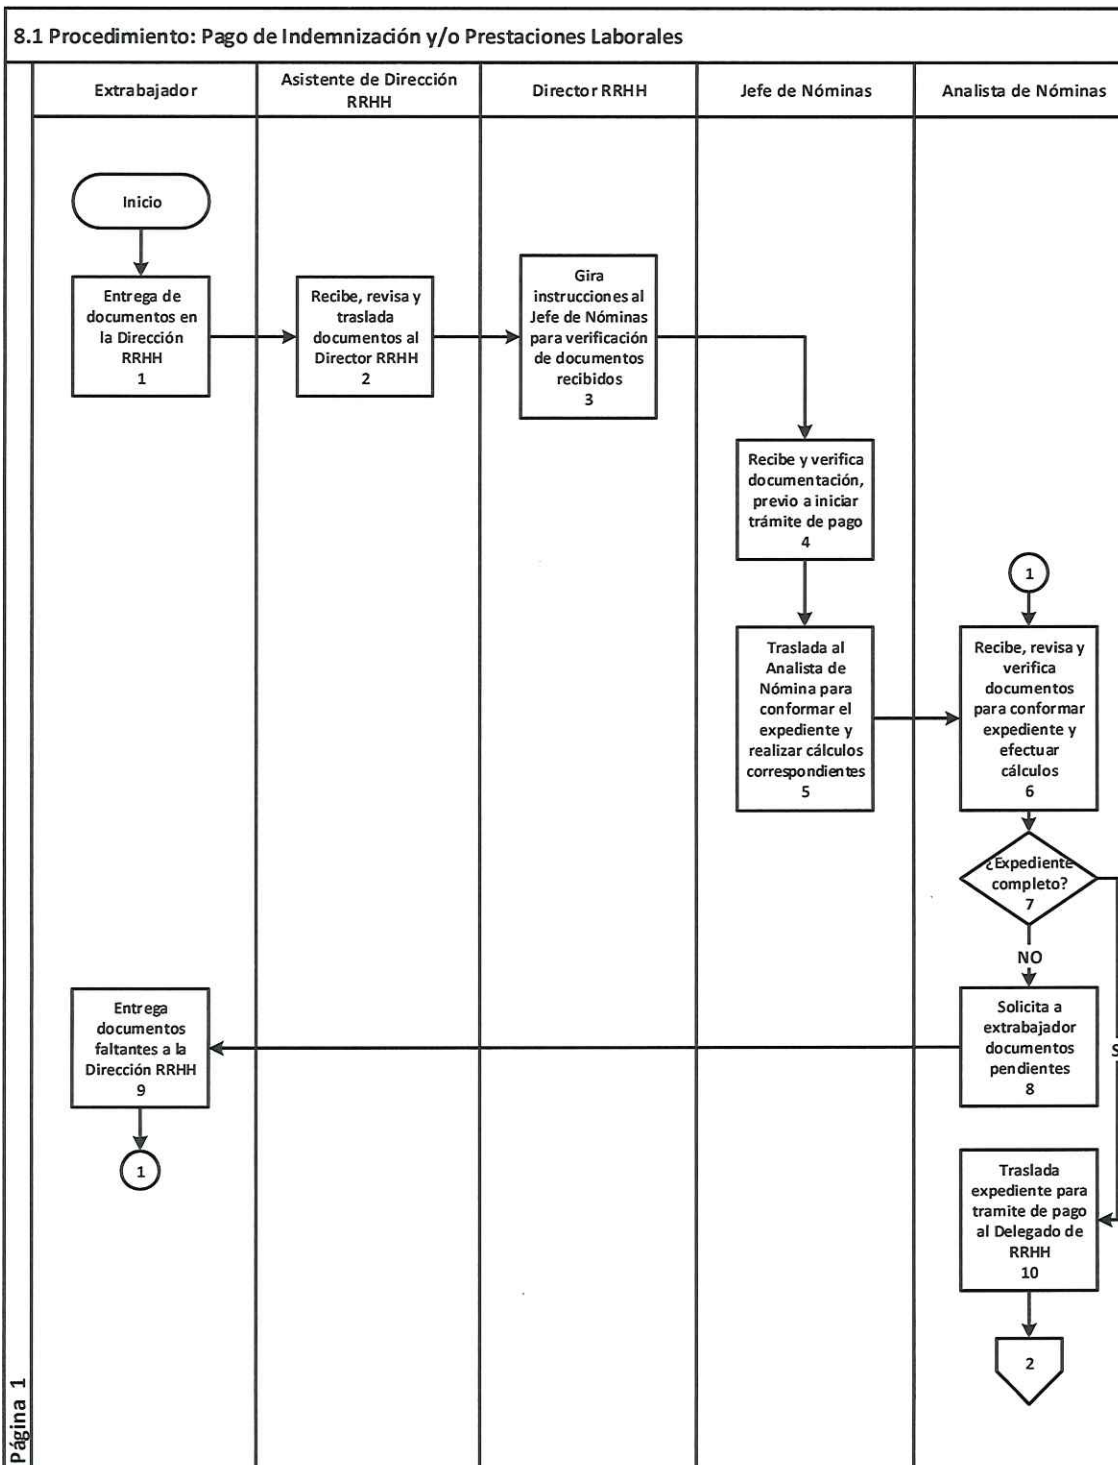 8.1 Procedimiento: Pago de Indemnización y/o Prestaciones Laborales
Extrabajador
Asistente de Dirección
RRHH
Director RRHH
Jefe de Nóminas
Analista de Nóminas
Inicio
Entrega de
documentos en
la Dirección
RRHH
1
Recibe, revisa y
traslada
documentos al
Director RRHH
2
Gira
instrucciones al
Jefe de Nóminas
para verificación
de documentos
recibidos
3
Recibe y verifica
documentación,
previo a iniciar
trámite de pago
4
Traslada al
Analista de
Nómina para
conformar el
expediente y
realizar cálculos
correspondientes
5
1
Recibe, revisa y
verifica
documentos
para conformar
expediente y
efectuar
cálculos
6
¿Expediente
completo?
7
NO
S
Solicita a
extrabajador
documentos
pendientes
8
Entrega
documentos
faltantes a la
Dirección RRHH
9
1
Traslada
expediente para
tramite de pago
al Delegado de
RRHH
10
2
Página 1